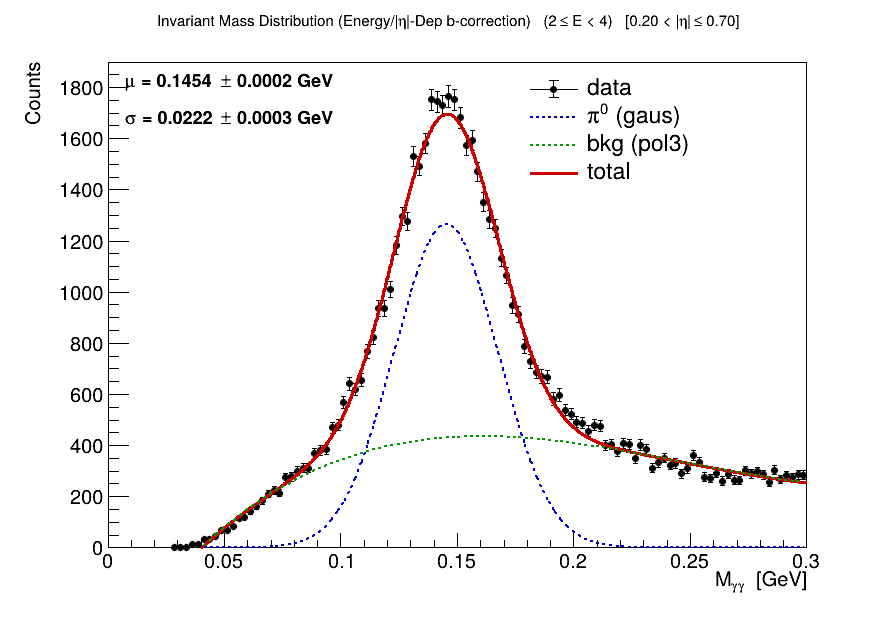 Invariant Mass Distribution (Energy/|η|-Dep b-correction) (2 ≤ E < 4) [0.20 < |η| ≤ 0.70]
Counts
μ = 0.1454 ± 0.0002 GeV
σ = 0.0222 ± 0.0003 GeV
data
π⁰ (gaus)
bkg (pol3)
total
1800
1600
1400
1200
1000
800
600
400
200
0
0 0.05 0.1 0.15 0.2 0.25 0.3
Mγγ [GeV]